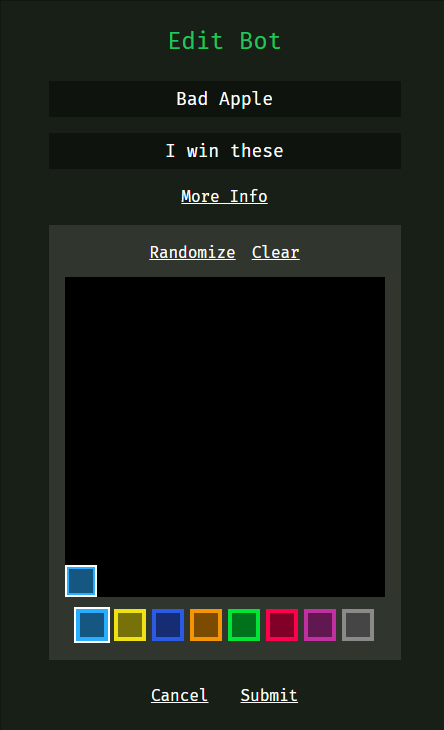 Edit Bot
Bad Apple
I win these
More Info
Randomize Clear
Cancel Submit